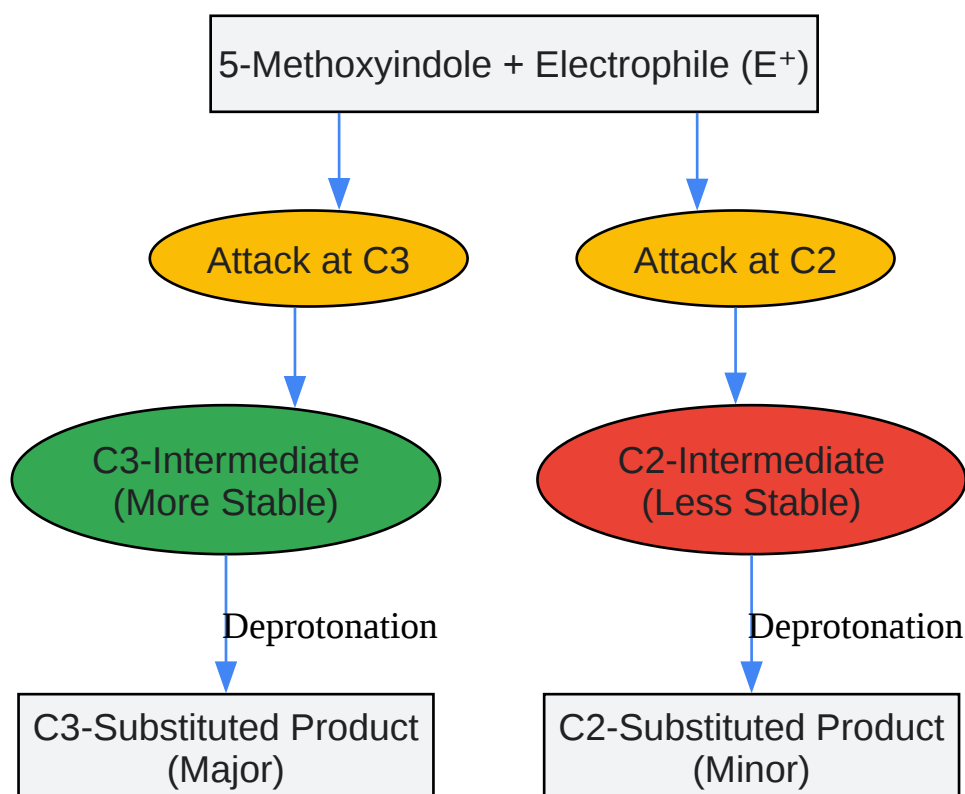 5-Methoxyindole + Electrophile (E⁺)
Attack at C3
Attack at C2
C3-Intermediate
(More Stable)
C2-Intermediate
(Less Stable)
Deprotonation
Deprotonation
C3-Substituted Product
(Major)
C2-Substituted Product
(Minor)